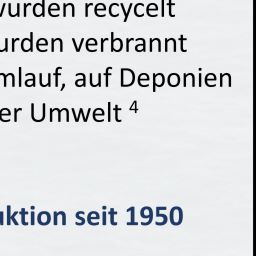 wurden recycelt
urden verbrannt
mlauf, auf Deponien
er Umwelt ⁴
uktion seit 1950